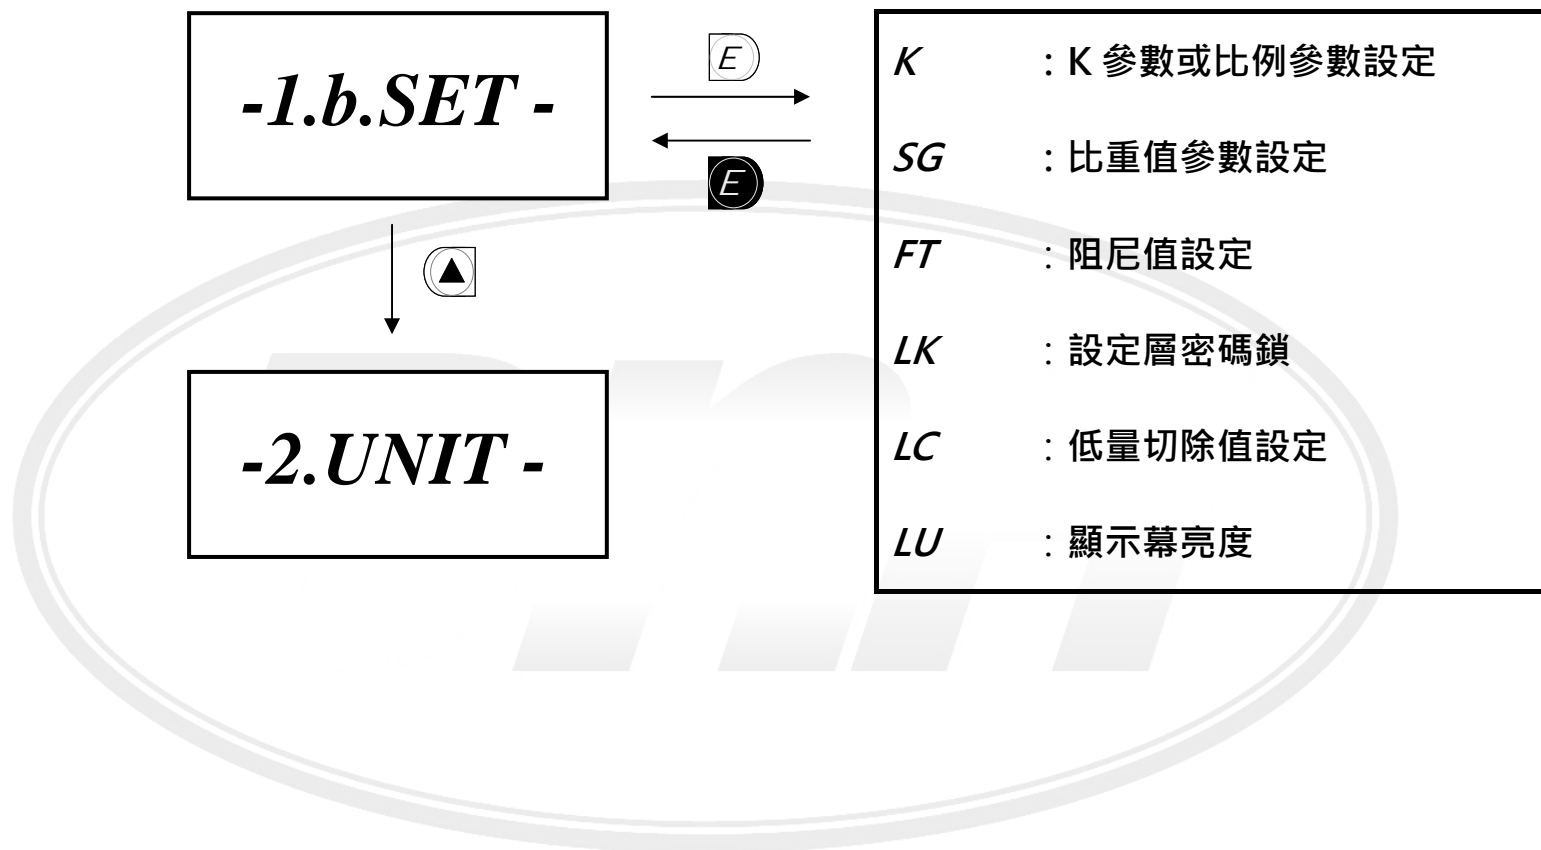 -1.b.SET -
E
E
-2.UNIT -
K : K 參數或比例參數設定
SG : 比重值參數設定
FT : 阻尼值設定
LK : 設定層密碼鎖
LC : 低量切除值設定
LU : 顯示幕亮度